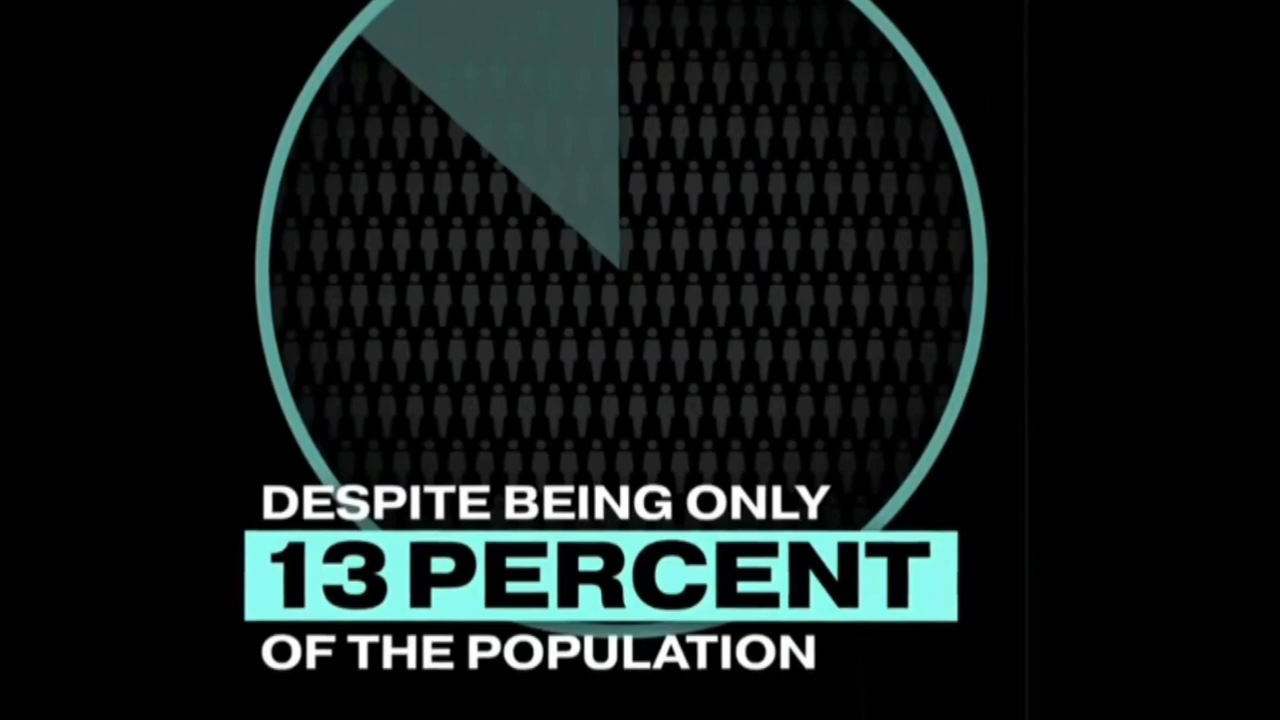 DESPITE BEING ONLY
13 PERCENT
OF THE POPULATION